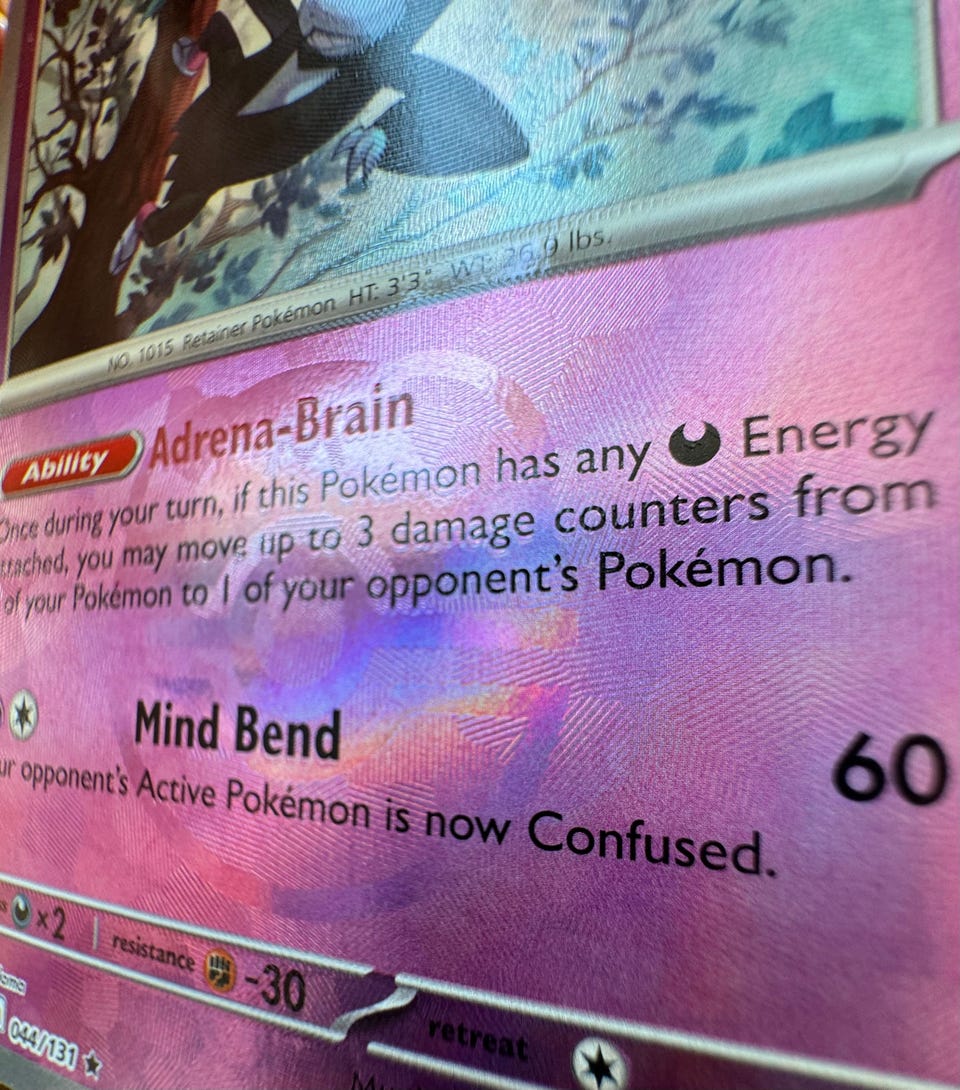 NO. 1015 Retainer Pokémon HT: 3'3" WT: 26.9 lbs.
Ability Adrena-Brain
Once during your turn, if this Pokémon has any Energy
attached, you may move up to 3 damage counters from
of your Pokémon to 1 of your opponent's Pokémon.
Mind Bend 60
ur opponent's Active Pokémon is now Confused.
×2 resistance -30
retreat
044/131